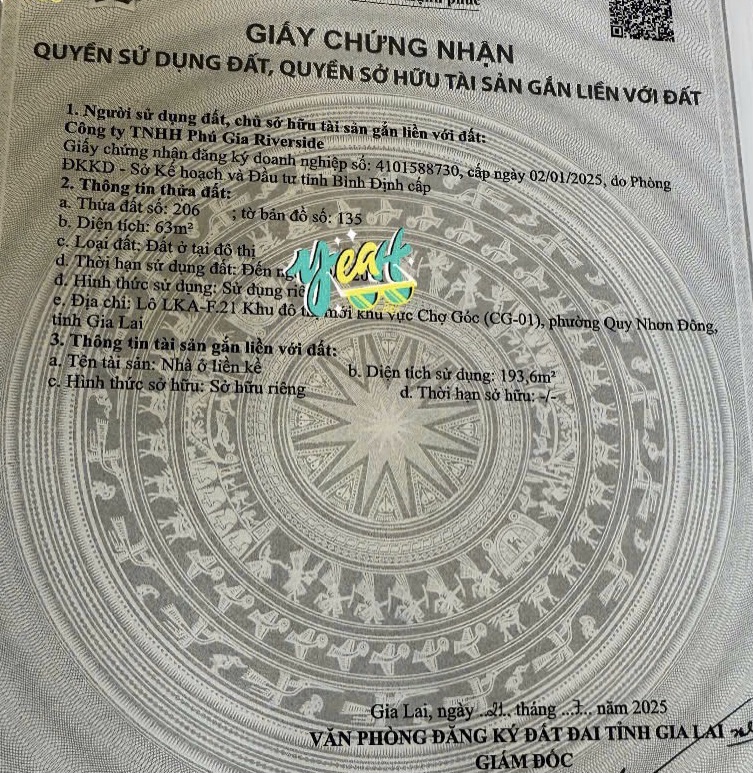 GIẤY CHỨNG NHẬN
QUYỀN SỬ DỤNG ĐẤT, QUYỀN SỞ HỮU TÀI SẢN GẮN LIỀN VỚI ĐẤT
1. Người sử dụng đất, chủ sở hữu tài sản gắn liền với đất:
Công ty TNHH Phú Gia Riverside
Giấy chứng nhận đăng ký doanh nghiệp số: 4101588730, cấp ngày 02/01/2025, do Phòng
ĐKKD - Sở Kế hoạch và Đầu tư tỉnh Bình Định cấp
2. Thông tin thửa đất:
a. Thửa đất số: 206 ; tờ bản đồ số: 135
b. Diện tích: 63m²
c. Loại đất: Đất ở tại đô thị
d. Thời hạn sử dụng đất: Đến
yeah
đ. Hình thức sử dụng: Sử dụng
e. Địa chỉ: Lô LKA-F.21 Khu đô mới khu vực Chợ Góc (CG-01), phường Quy Nhơn Đông,
tỉnh Gia Lai
3. Thông tin tài sản gắn liền với đất:
a. Tên tài sản: Nhà ở liền kề b. Diện tích sử dụng: 193,6m²
c. Hình thức sở hữu: Sở hữu riêng d. Thời hạn sở hữu: -/-
Gia Lai, ngày 21 tháng 7 năm 2025
VĂN PHÒNG ĐĂNG KÝ ĐẤT ĐAI TỈNH GIA LAI
GIÁM ĐỐC